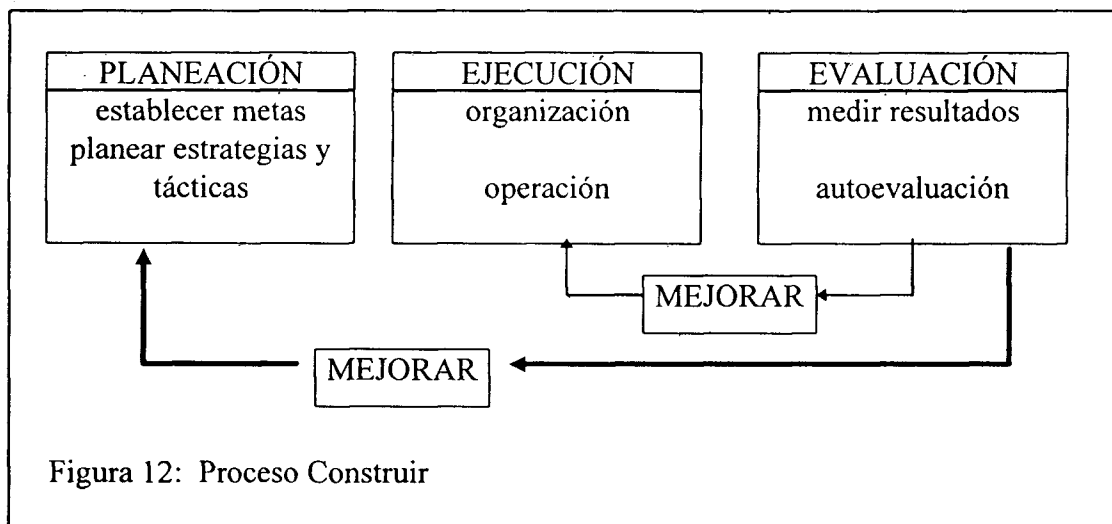 PLANEACIÓN
establecer metas
planear estrategias y
tácticas
EJECUCIÓN
organización
operación
EVALUACIÓN
medir resultados
autoevaluación
MEJORAR
MEJORAR
Figura 12: Proceso Construir